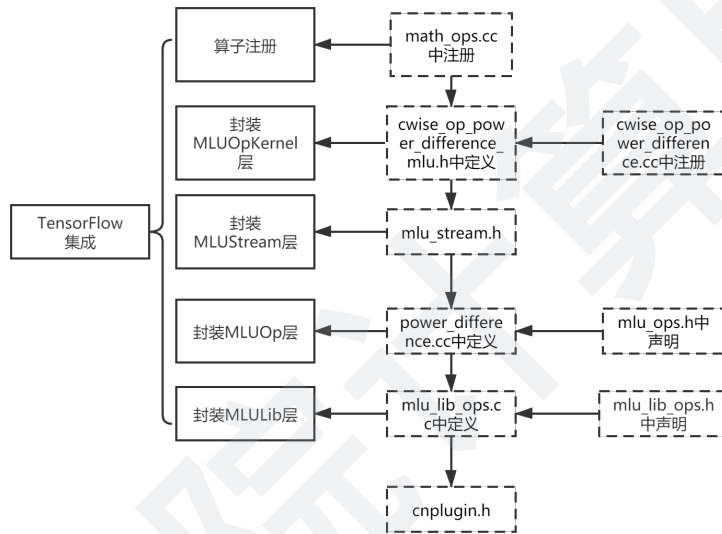 算子注册
math_ops.cc
中注册
封装
MLUOpKernel
层
cwise_op_pow
er_difference_
mlu.h中定义
cwise_op_po
wer_differen
ce.cc中注册
TensorFlow
集成
封装
MLUStream层
mlu_stream.h
封装MLUOp层
power_differe
nce.cc中定义
mlu_ops.h中
声明
封装MLULib层
mlu_lib_ops.c
c中定义
mlu_lib_ops.h
中声明
cnplugin.h
院计算